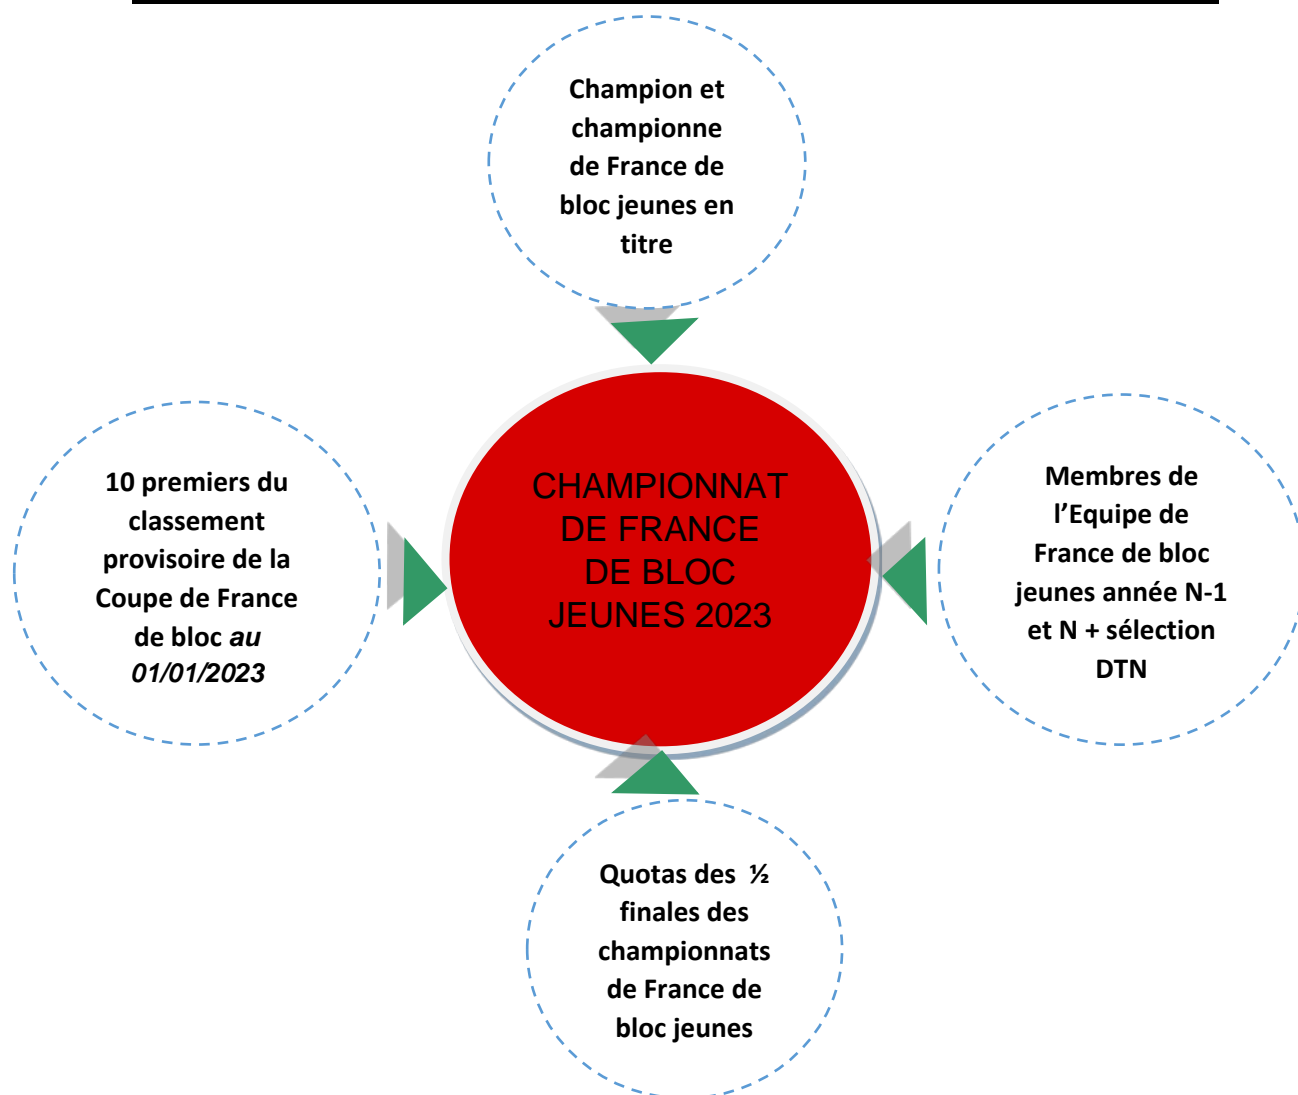 Champion et
championne
de France de
bloc jeunes en
titre
10 premiers du
classement
provisoire de la
Coupe de France
de bloc au
01/01/2023
CHAMPIONNAT
DE FRANCE
DE BLOC
JEUNES 2023
Membres de
l’Equipe de
France de bloc
jeunes année N-1
et N + sélection
DTN
Quotas des ½
finales des
championnats
de France de
bloc jeunes